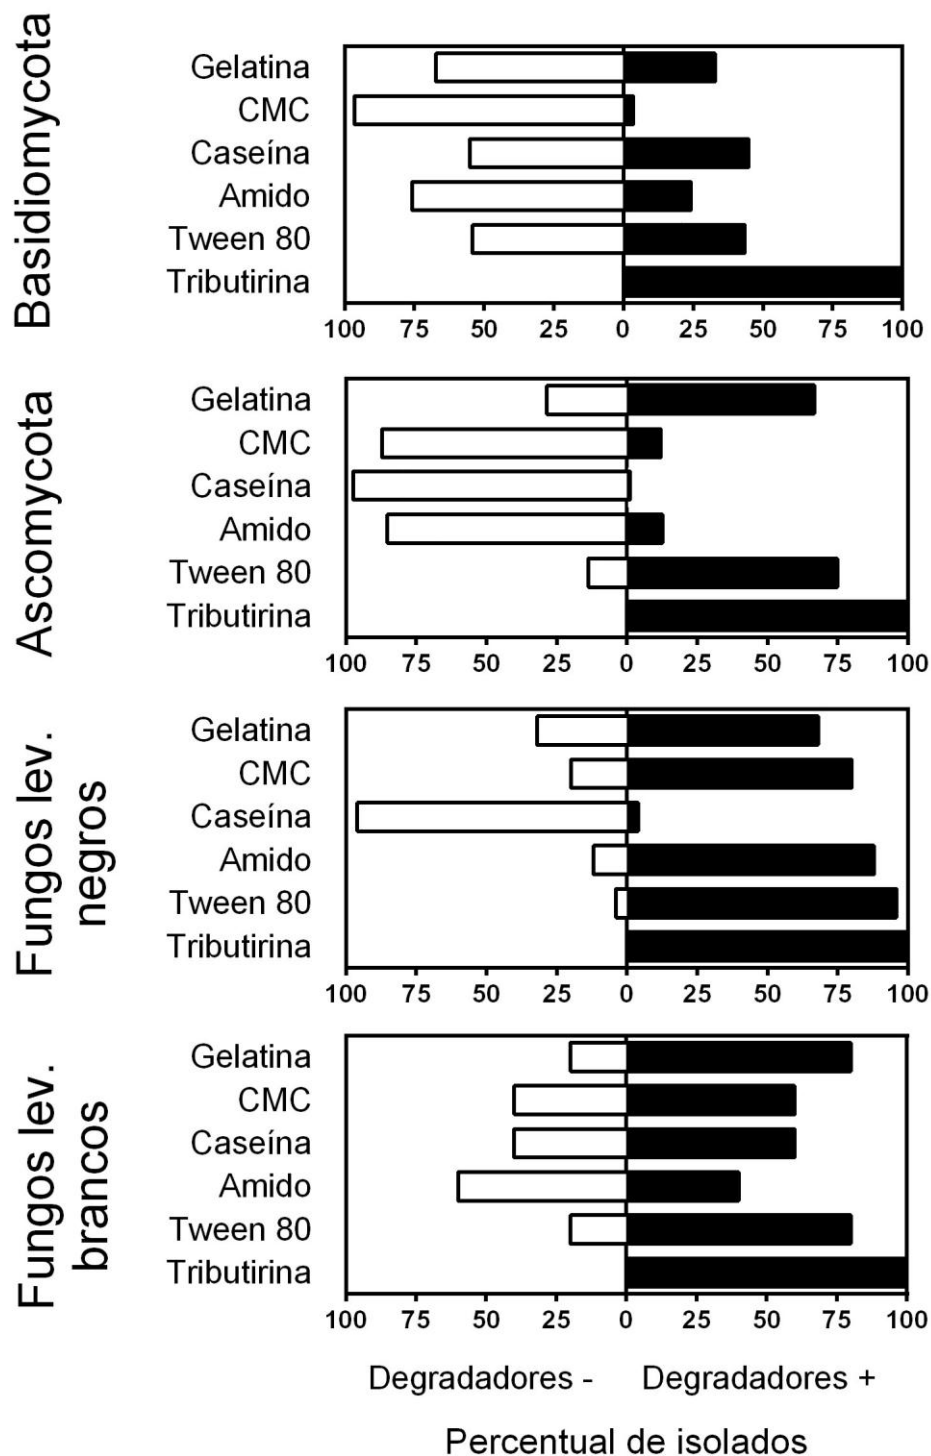 Basidiomycota
Gelatina
CMC
Caseína
Amido
Tween 80
Tributirina
100 75 50 25 0 25 50 75 100
Ascomycota
Gelatina
CMC
Caseína
Amido
Tween 80
Tributirina
100 75 50 25 0 25 50 75 100
Fungos lev.
negros
Gelatina
CMC
Caseína
Amido
Tween 80
Tributirina
100 75 50 25 0 25 50 75 100
Fungos lev.
brancos
Gelatina
CMC
Caseína
Amido
Tween 80
Tributirina
100 75 50 25 0 25 50 75 100
Degradadores - Degradadores +
Percentual de isolados